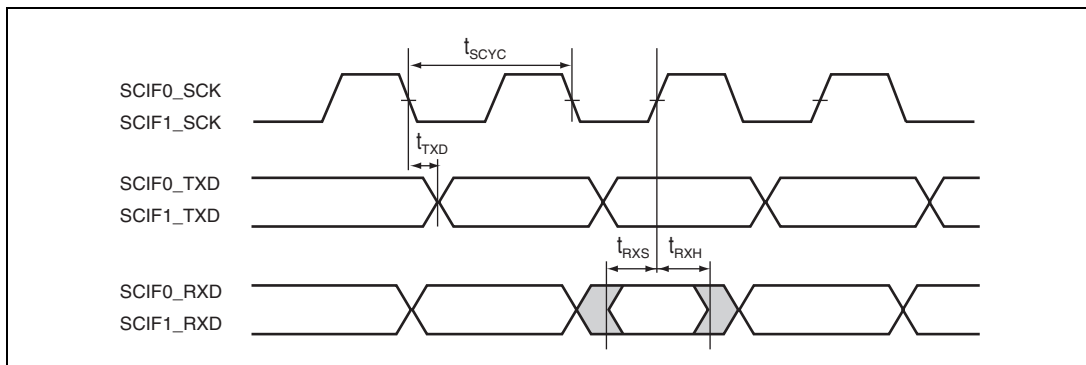 tSCYC
SCIF0_SCK
SCIF1_SCK
tTXD
SCIF0_TXD
SCIF1_TXD
tRXS tRXH
SCIF0_RXD
SCIF1_RXD